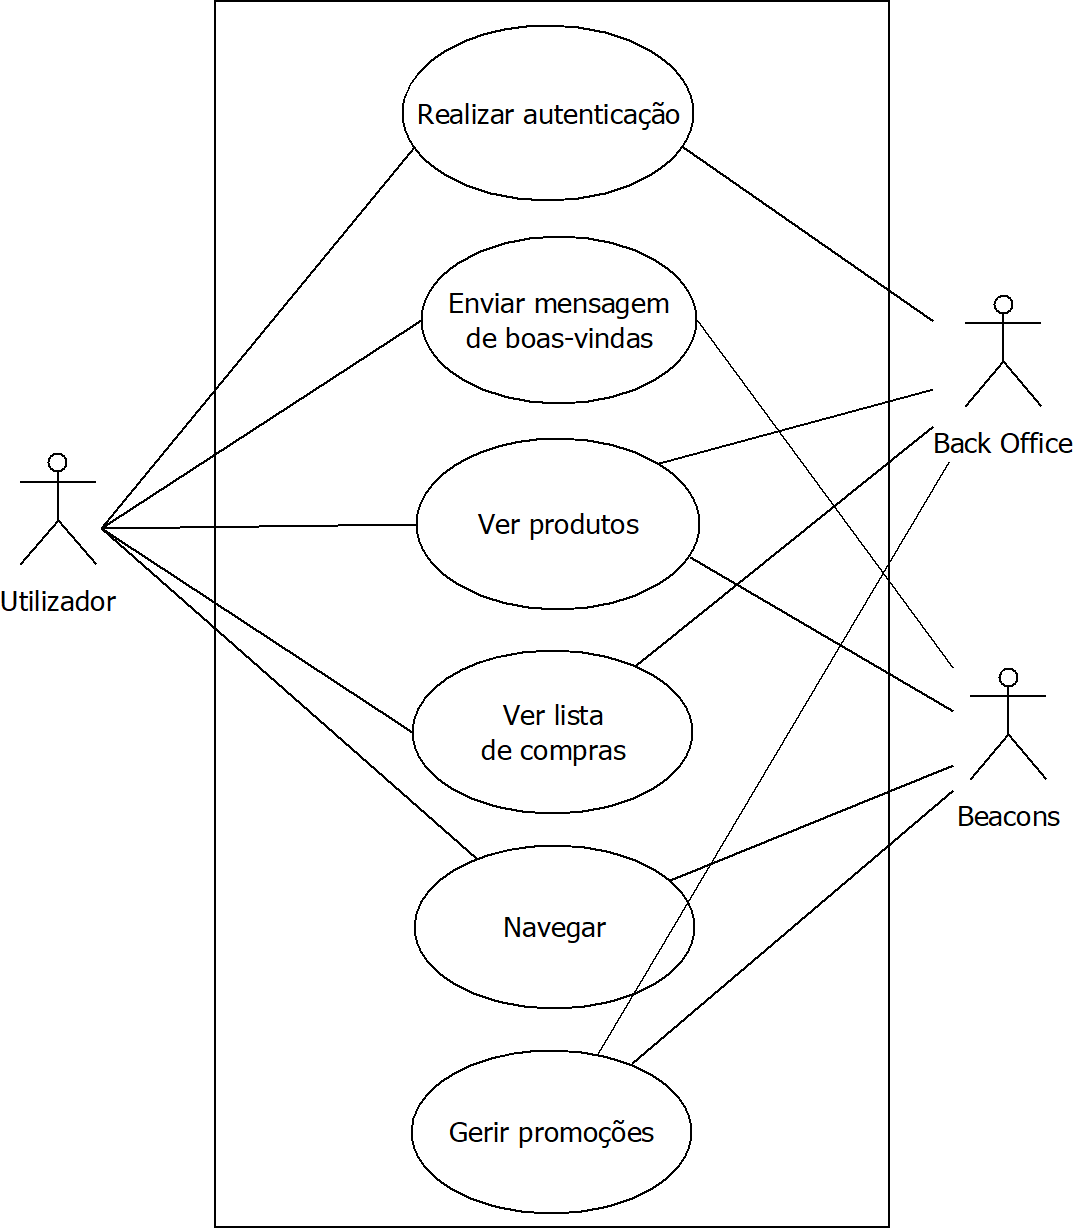 Realizar autenticação
Enviar mensagem
de boas-vindas
Back Office
Ver produtos
Utilizador
Ver lista
de compras
Beacons
Navegar
Gerir promoções